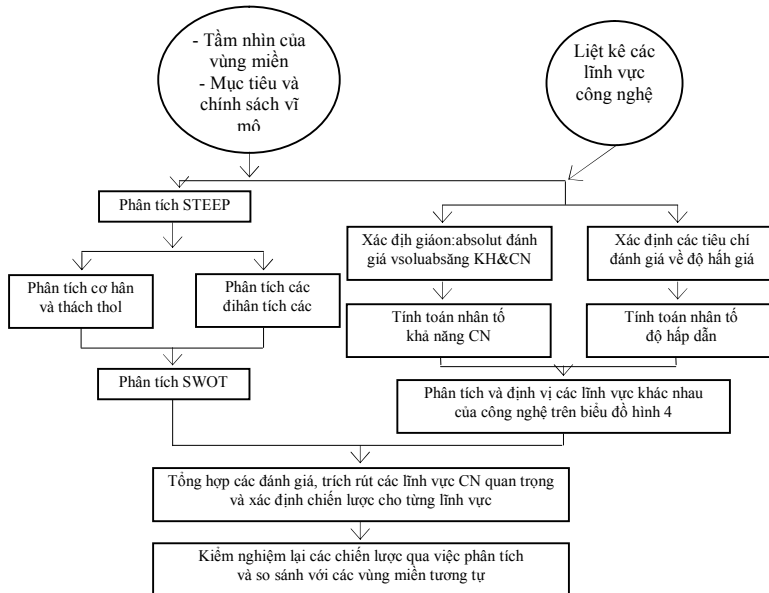 - Tầm nhìn của
vùng miền
- Mục tiêu và
chính sách vĩ
mô
Liệt kê các
lĩnh vực
công nghệ
Phân tích STEEP
Xác địh giáon:absolut đánh
giá vsoluabsăng KH&CN
Xác định các tiêu chí
đánh giá về độ hấh giá
Phân tích cơ hân
và thách thol
Phân tích các
đihân tích các
Tính toán nhân tố
khả năng CN
Tính toán nhân tố
độ hấp dẫn
Phân tích SWOT
Phân tích và định vị các lĩnh vực khác nhau
của công nghệ trên biểu đồ hình 4
Tổng hợp các đánh giá, trích rút các lĩnh vực CN quan trọng
và xác định chiến lược cho từng lĩnh vực
Kiểm nghiệm lại các chiến lược qua việc phân tích
và so sánh với các vùng miền tương tự